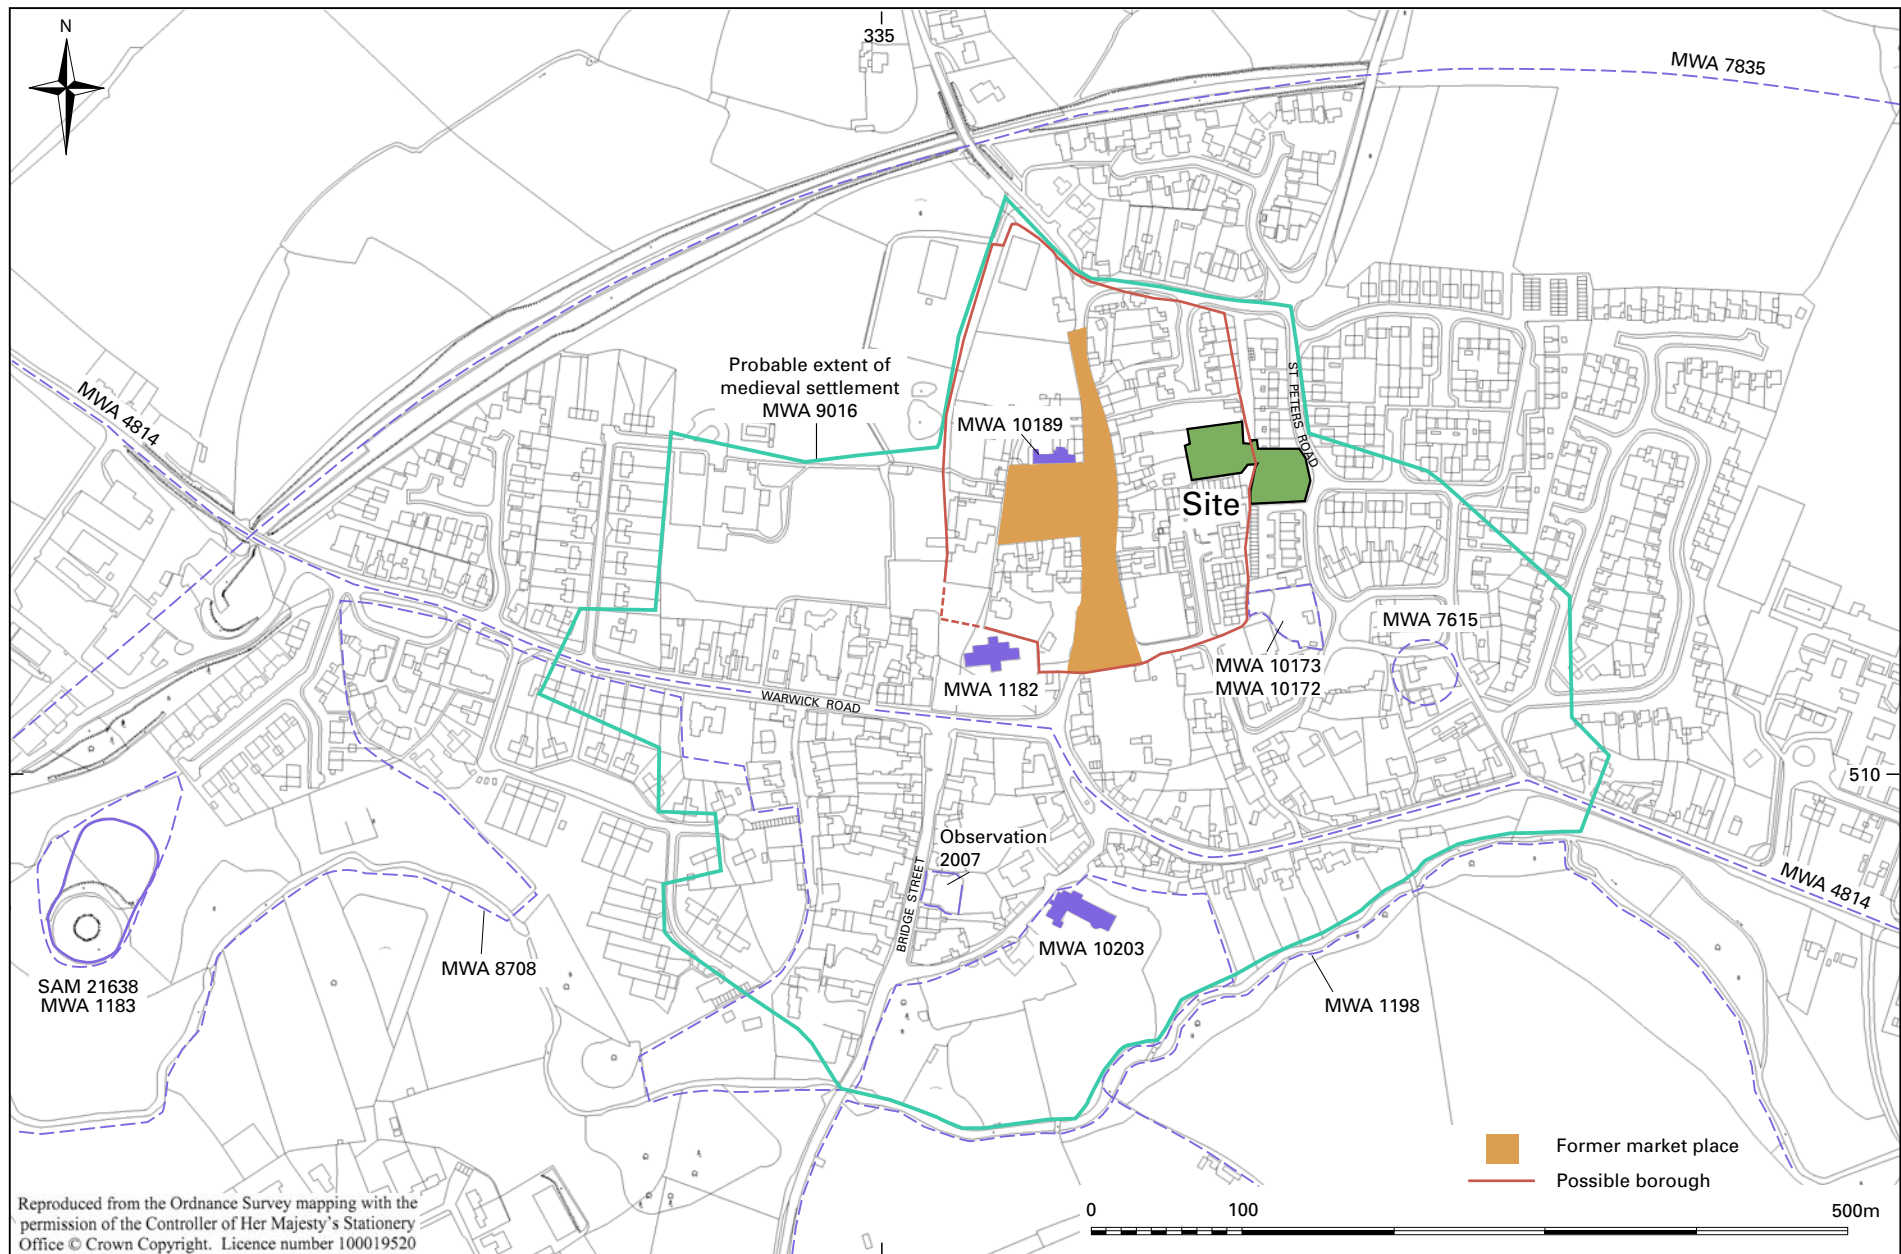 N
335
MWA 7835
MWA 4814
Probable extent of
medieval settlement
MWA 9016
MWA 10189
ST PETERS ROAD
Site
MWA 7615
MWA 10173
MWA 10172
MWA 1182
WARWICK ROAD
510
Observation
2007
BRIDGE STREET
MWA 4814
MWA 10203
MWA 8708
SAM 21638
MWA 1183
MWA 1198
Former market place
Possible borough
0 100 500m
Reproduced from the Ordnance Survey mapping with the
permission of the Controller of Her Majesty's Stationery
Office © Crown Copyright. Licence number 100019520